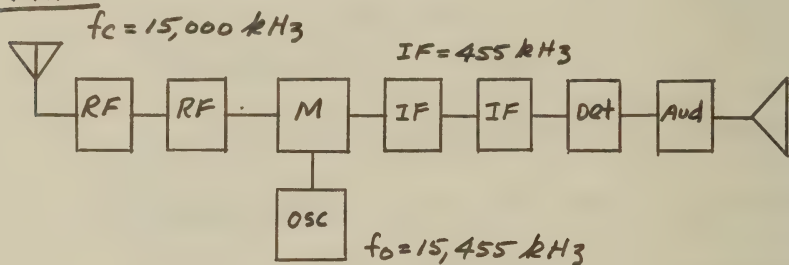 fc = 15,000 kHz
IF = 455 kHz
RF RF M IF IF Det Aud
OSC
fo = 15,455 kHz